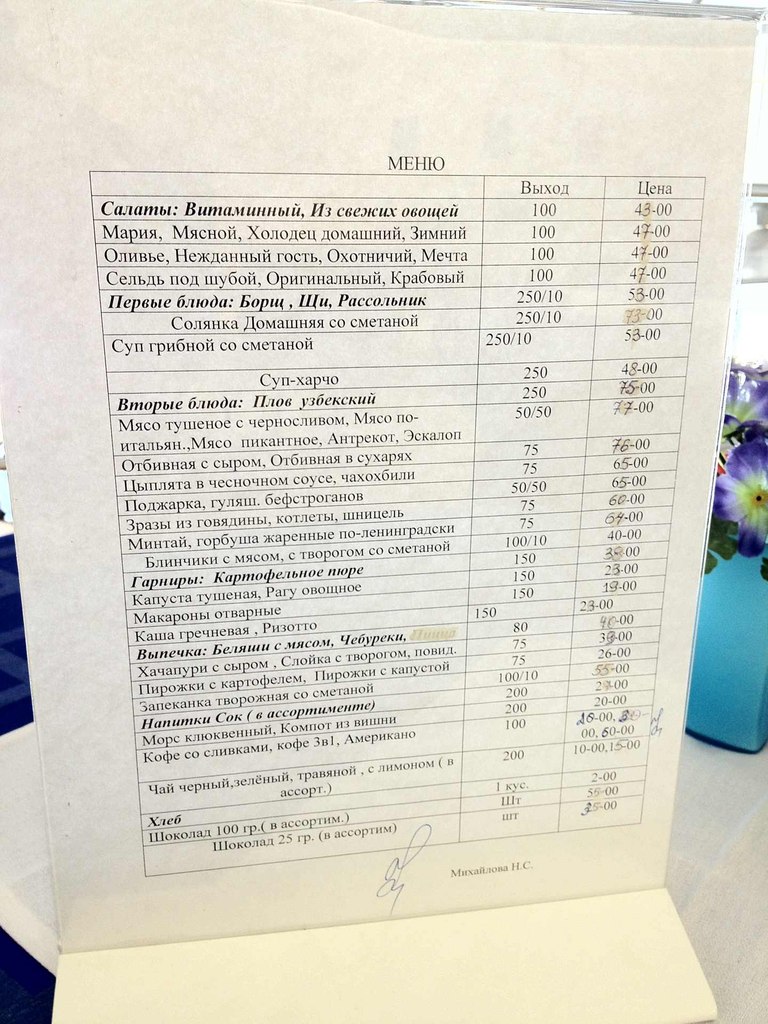 МЕНЮ
Выход Цена
Салаты: Витаминный, Из свежих овощей 100 43-00
Мария, Мясной, Холодец домашний, Зимний 100 47-00
Оливье, Нежданный гость, Охотничий, Мечта 100 47-00
Сельдь под шубой, Оригинальный, Крабовый 100 47-00
Первые блюда: Борщ , Щи, Рассольник 250/10 53-00
Солянка Домашняя со сметаной 250/10 73-00
Суп грибной со сметаной 250/10 53-00
Суп-харчо 250 48-00
Вторые блюда: Плов узбекский 250 75-00
Мясо тушеное с черносливом, Мясо по- 50/50 77-00
итальян.,Мясо пикантное, Антрекот, Эскалоп
Отбивная с сыром, Отбивная в сухарях 75 76-00
Цыплята в чесночном соусе, чахохбили 75 65-00
Поджарка, гуляш. бефстроганов 50/50 65-00
Зразы из говядины, котлеты, шницель 75 60-00
Минтай, горбуша жаренные по-ленинградски 75 64-00
Блинчики с мясом, с творогом со сметаной 100/10 40-00
Гарниры: Картофельное пюре 150 38-00
Капуста тушеная, Рагу овощное 150 23-00
Макароны отварные 150 19-00
Каша гречневая , Ризотто 150 23-00
Выпечка: Беляши с мясом, Чебуреки, Пицца 80 40-00
Хачапури с сыром , Слойка с творогом, повид. 75
Пирожки с картофелем, Пирожки с капустой 75 26-00
Запеканка творожная со сметаной 100/10 55-00
Напитки Сок ( в ассортименте) 200
Морс клюквенный, Компот из вишни 200 20-00
Кофе со сливками, кофе 3в1, Американо 100
00, 60-00
Чай черный,зелёный, травяной , с лимоном ( в 200 10-00,15-00
ассорт.)
Хлеб 1 кус. 2-00
Шоколад 100 гр.( в ассортим.) Шт 55-00
Шоколад 25 гр. (в ассортим) шт 35-00
Михайлова Н.С.